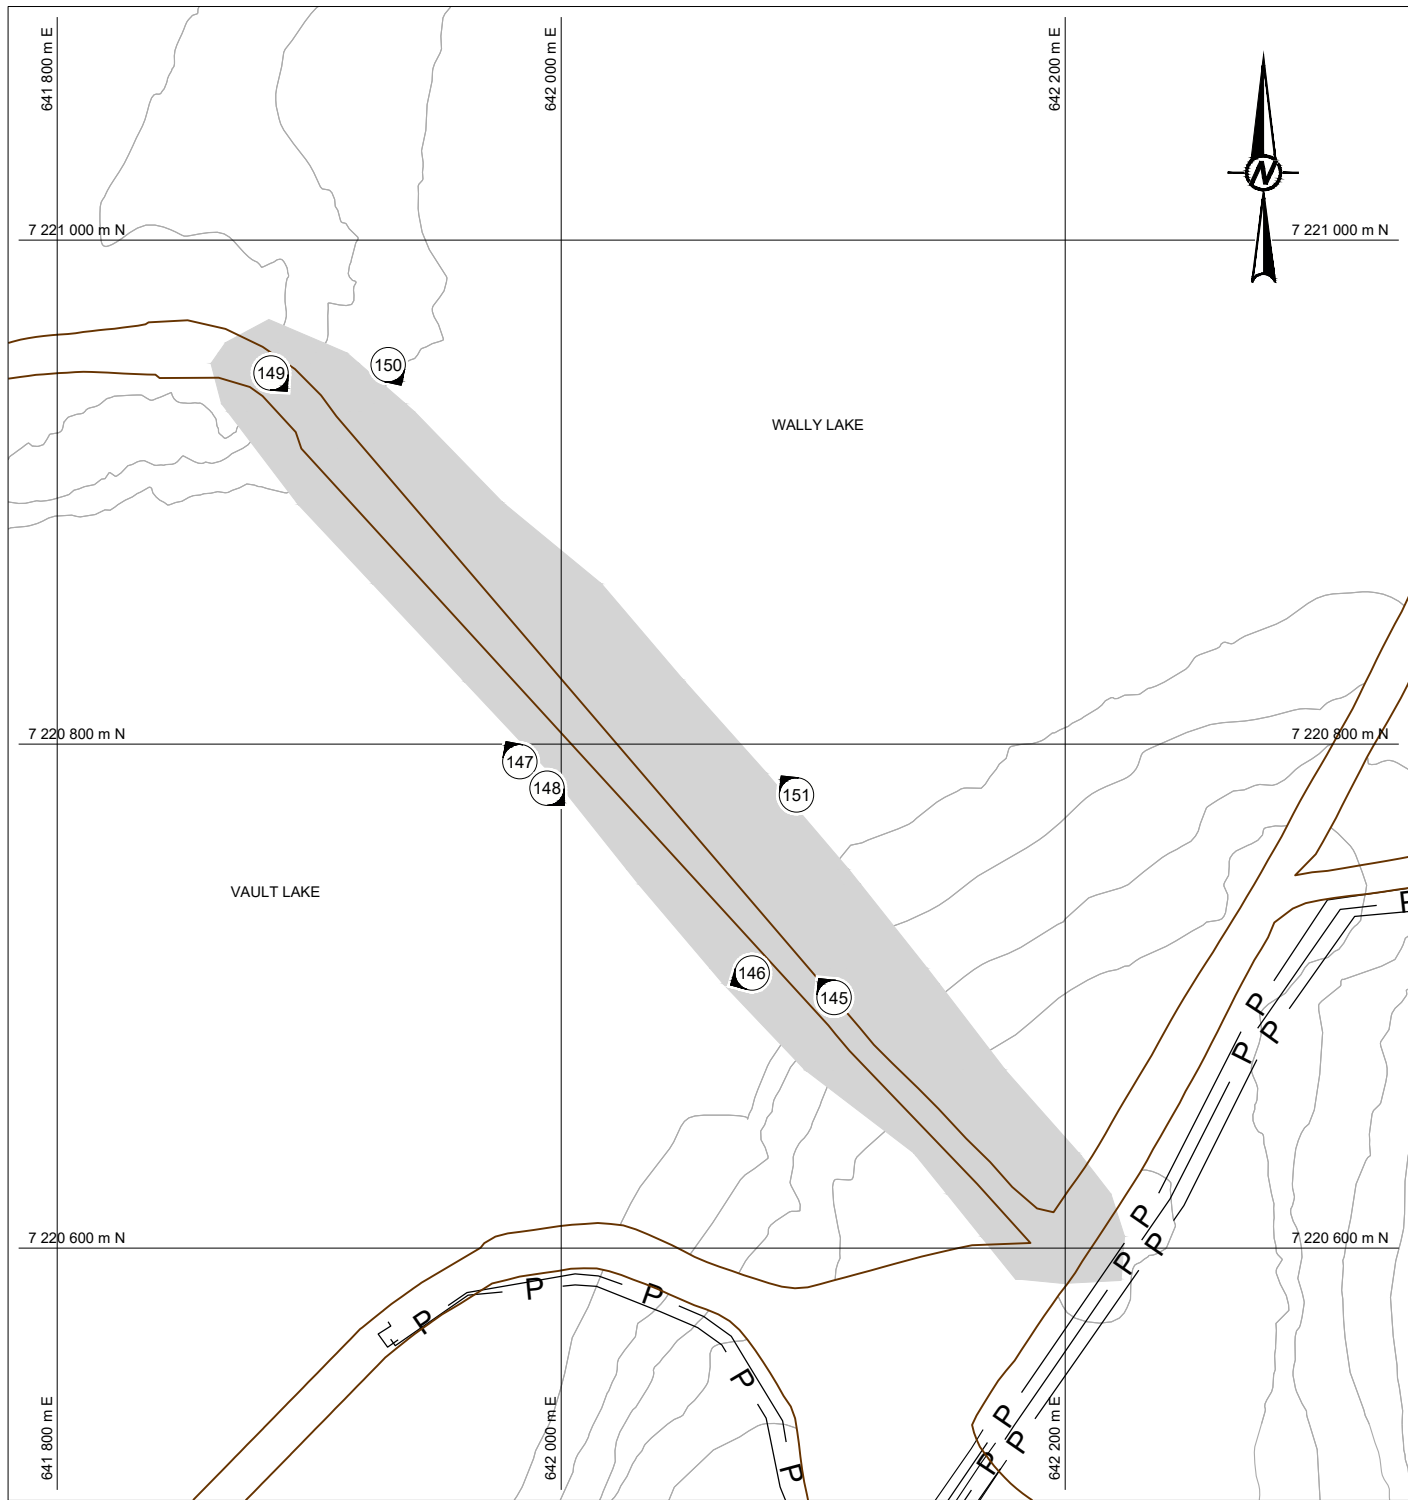 641 800 m E
642 000 m E
642 200 m E
N
7 221 000 m N
7 221 000 m N
150
149
WALLY LAKE
7 220 800 m N
7 220 800 m N
147
148
151
VAULT LAKE
P
146
145
P
P
P
P
P
7 220 600 m N
7 220 600 m N
P
P
P
P
P
P
P
P
P
641 800 m E
642 000 m E
642 200 m E